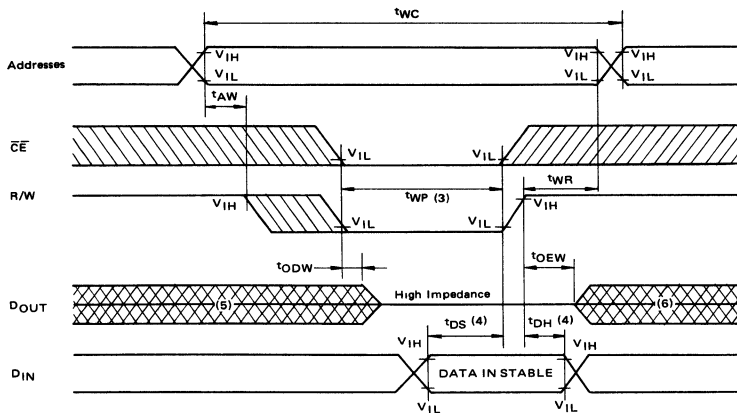 tWC
Addresses
VIH
VIH
VIH
VIL
VIL
VIL
tAW
CE
VIL
VIL
tWR
R/W
VIH
tWP (3)
VIH
VIL
VIL
tODW
tOEW
DOUT
(5)
High Impedance
(6)
tDS (4)
tDH (4)
VIH
VIH
DIN
DATA IN STABLE
VIL
VIL